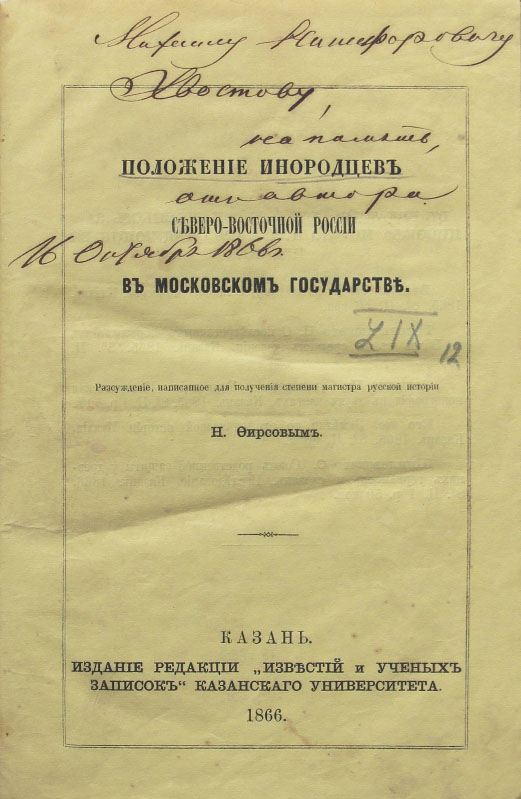 Михаилу Никифоровичу
Хвостову,
на память,
ПОЛОЖЕНІЕ ИНОРОДЦЕВЪ
отъ автора.
СѢВЕРО-ВОСТОЧНОЙ РОССІИ
16 Октября 1866 г.
ВЪ МОСКОВСКОМЪ ГОСУДАРСТВѢ.
LIX
12
Разсужденіе, написанное для полученія степени магистра русской исторіи
Н. Ѳирсовымъ.
КАЗАНЬ.
ИЗДАНІЕ РЕДАКЦІИ „ИЗВѢСТІЙ и УЧЕНЫХЪ
ЗАПИСОКЪ“ КАЗАНСКАГО УНИВЕРСИТЕТА.
1866.